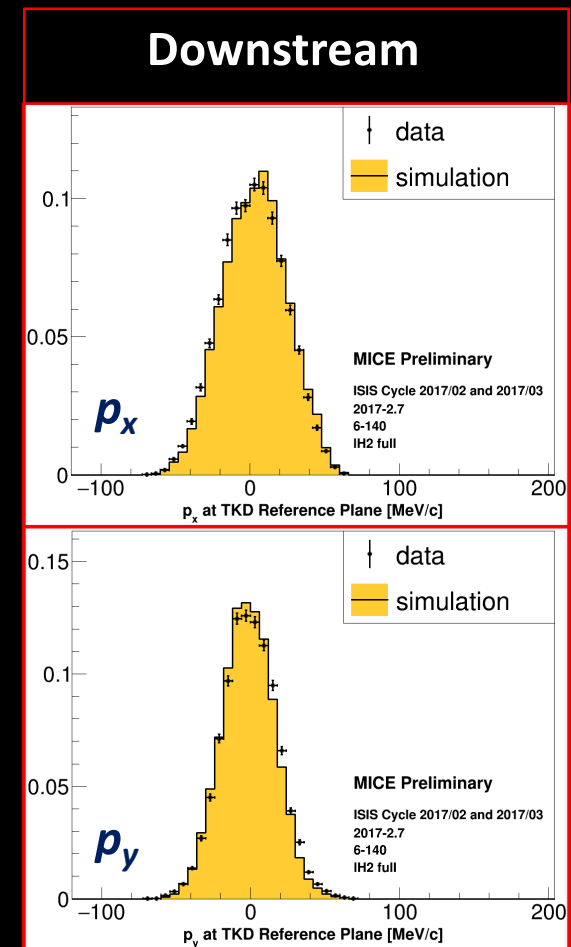 Downstream
data
simulation
0.1
0.05
0
MICE Preliminary
ISIS Cycle 2017/02 and 2017/03
2017-2.7
6-140
IH2 full
px
−100 0 100 200
px at TKD Reference Plane [MeV/c]
data
simulation
0.15
0.1
0.05
0
MICE Preliminary
ISIS Cycle 2017/02 and 2017/03
2017-2.7
6-140
IH2 full
py
−100 0 100 200
py at TKD Reference Plane [MeV/c]